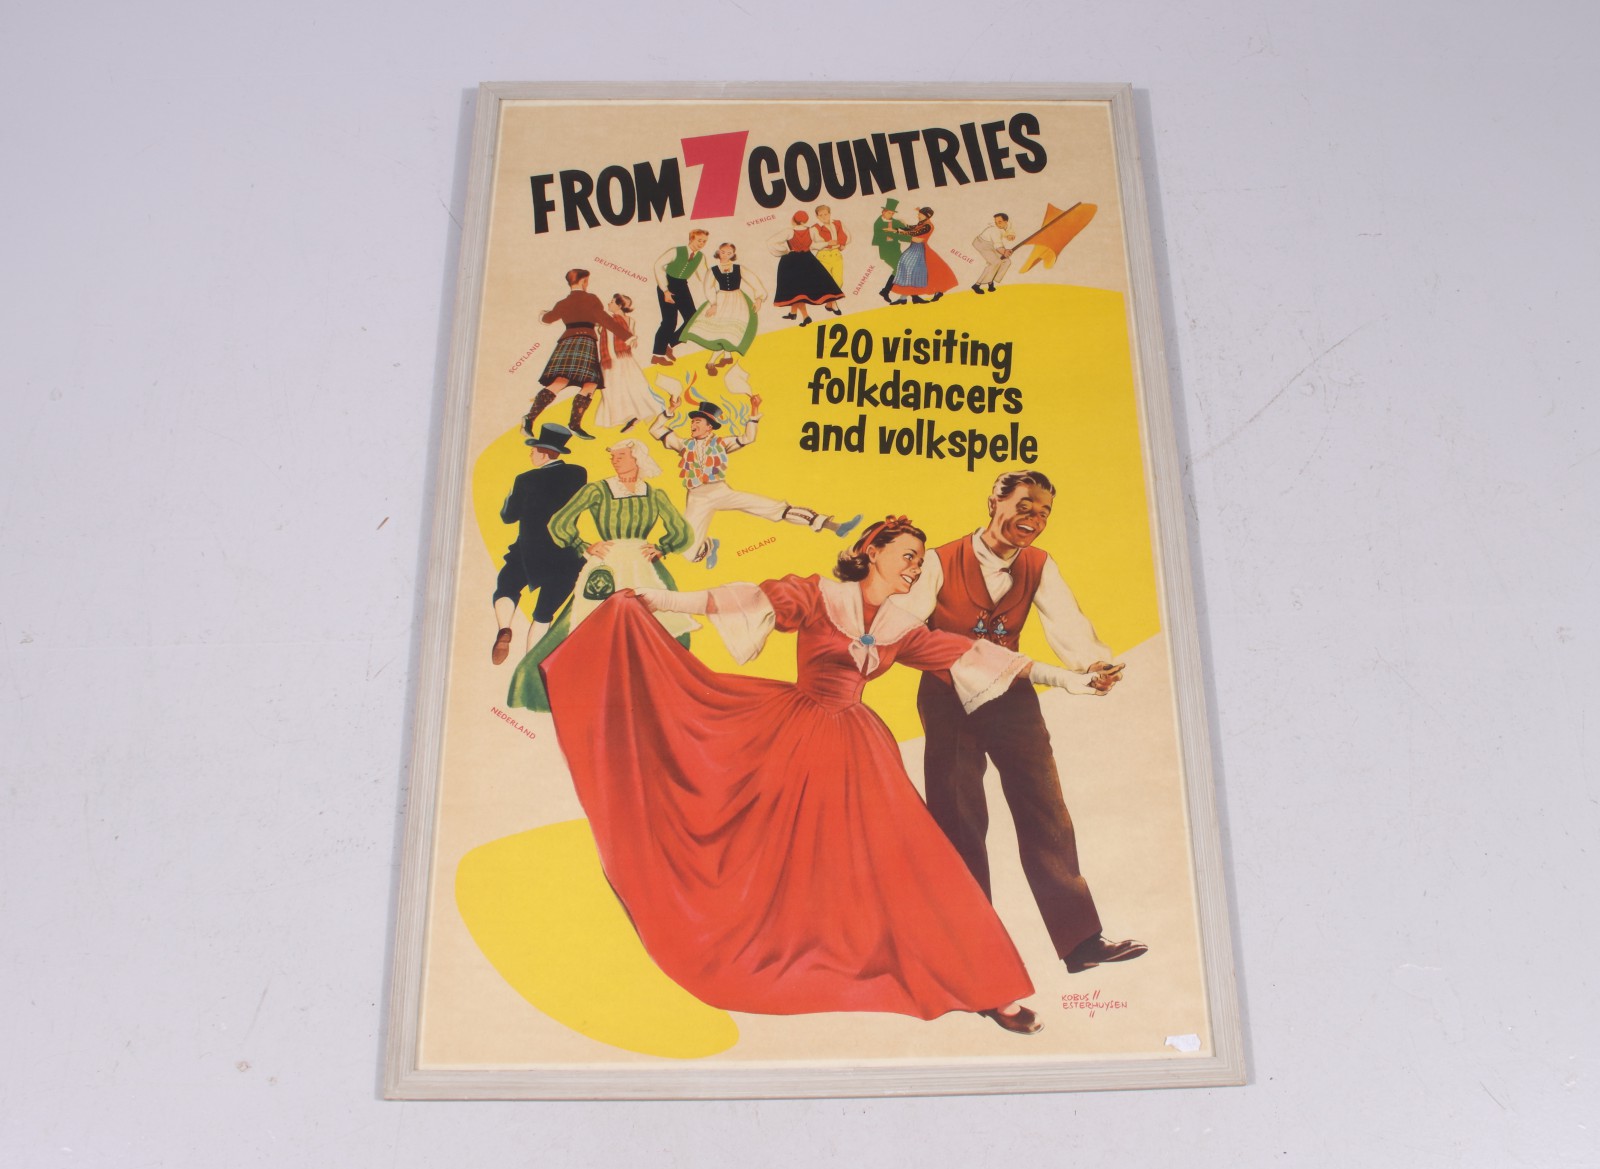 FROM 7 COUNTRIES
SVERIGE
DEUTSCHLAND
DANMARK
BELGIË
SCOTLAND
120 visiting
folkdancers
and volkspele
ENGLAND
NEDERLAND
KOBUS
ESTERHUYSEN